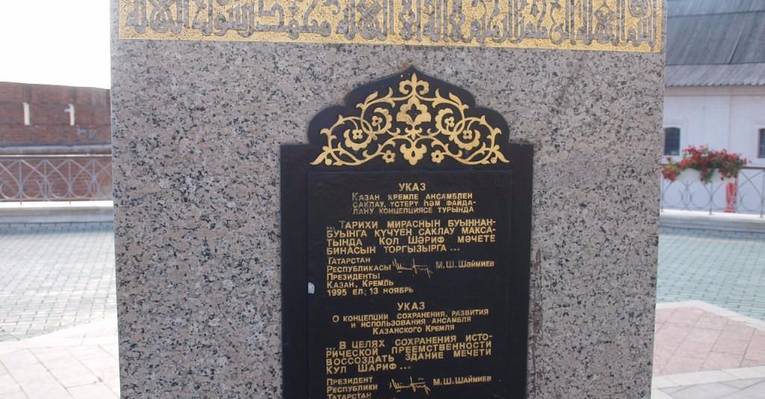 УКАЗ
КАЗАН КРЕМЛЕ АНСАМБЛЕН
САКЛАУ, ҮСТЕРҮ ҺӘМ ФАЙДА-
ЛАНУ КОНЦЕПЦИЯСЕ ТУРЫНДА
... ТАРИХИ МИРАСНЫҢ БУЫННАН-
БУЫНГА КҮЧҮЕН САКЛАУ МАКСА-
ТЫНДА КОЛ ШӘРИФ МӘЧЕТЕ
БИНАСЫН ТОРГЫЗЫРГА ...
ТАТАРСТАН
РЕСПУБЛИКАСЫ М.Ш.ШӘЙМИЕВ
ПРЕЗИДЕНТЫ
КАЗАН, КРЕМЛЬ
1995 ЕЛ, 13 НОЯБРЬ
УКАЗ
О КОНЦЕПЦИИ СОХРАНЕНИЯ, РАЗВИТИЯ
И ИСПОЛЬЗОВАНИЯ АНСАМБЛЯ
КАЗАНСКОГО КРЕМЛЯ
... В ЦЕЛЯХ СОХРАНЕНИЯ ИСТО-
РИЧЕСКОЙ ПРЕЕМСТВЕННОСТИ
ВОССОЗДАТЬ ЗДАНИЕ МЕЧЕТИ
КУЛ ШАРИФ ...
ПРЕЗИДЕНТ
РЕСПУБЛИКИ М.Ш.ШАЙМИЕВ
ТАТАРСТАН